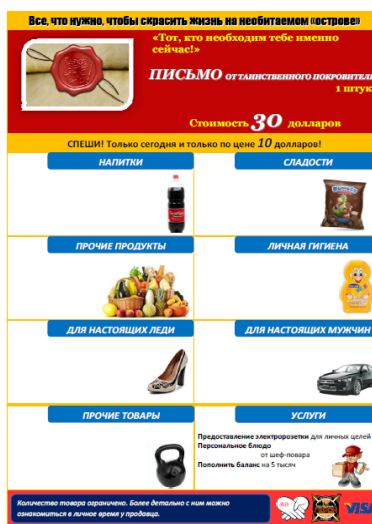 Все, что нужно, чтобы скрасить жизнь на необитаемом «острове»
«Тот, кто необходим тебе именно
сейчас!»
ПИСЬМО ОТ ТАИНСТВЕННОГО ПОКРОВИТЕЛ
1 штук
Стоимость 30 долларов
СПЕШИ! Только сегодня и только по цене 10 долларов!
НАПИТКИ
СЛАДОСТИ
ПРОЧИЕ ПРОДУКТЫ
ЛИЧНАЯ ГИГИЕНА
ДЛЯ НАСТОЯЩИХ ЛЕДИ
ДЛЯ НАСТОЯЩИХ МУЖЧИН
ПРОЧИЕ ТОВАРЫ
УСЛУГИ
Предоставление электророзетки для личных целей
Персональное блюдо
от шеф-повара
Пополнить баланс на 5 тысяч
Количество товара ограничено. Более детально с ним можно
ознакомиться в личное время у продавца.
VISA